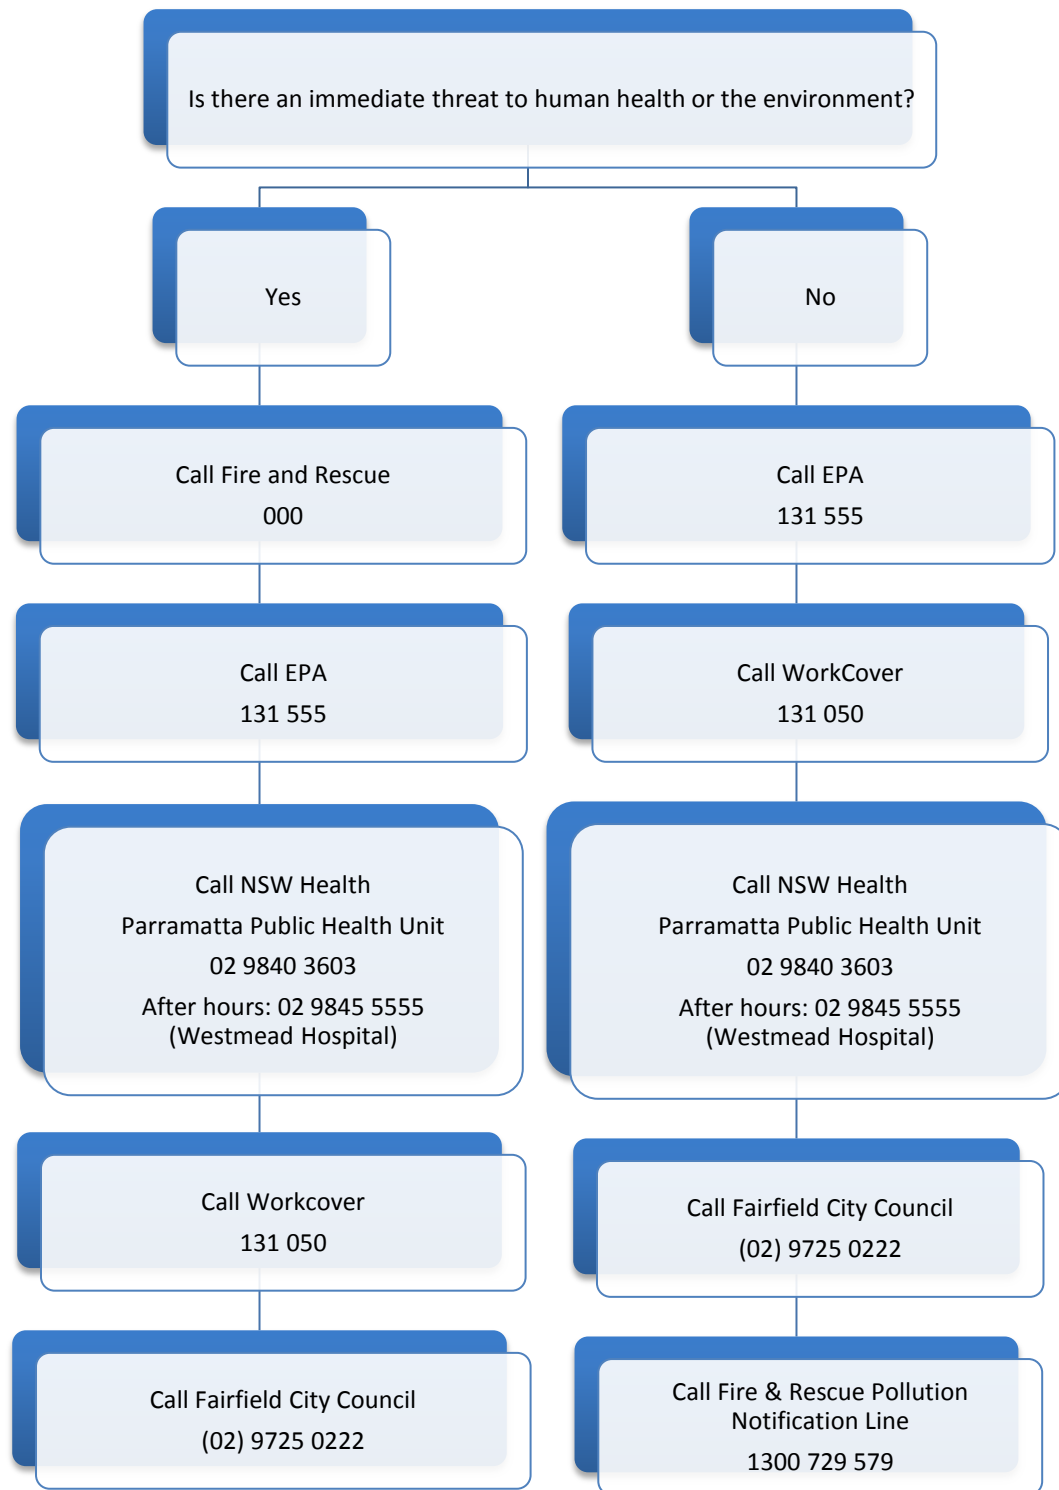 Is there an immediate threat to human health or the environment?
Yes
No
Call Fire and Rescue
000
Call EPA
131 555
Call EPA
131 555
Call WorkCover
131 050
Call NSW Health
Parramatta Public Health Unit
02 9840 3603
After hours: 02 9845 5555
(Westmead Hospital)
Call NSW Health
Parramatta Public Health Unit
02 9840 3603
After hours: 02 9845 5555
(Westmead Hospital)
Call Workcover
131 050
Call Fairfield City Council
(02) 9725 0222
Call Fairfield City Council
(02) 9725 0222
Call Fire & Rescue Pollution
Notification Line
1300 729 579